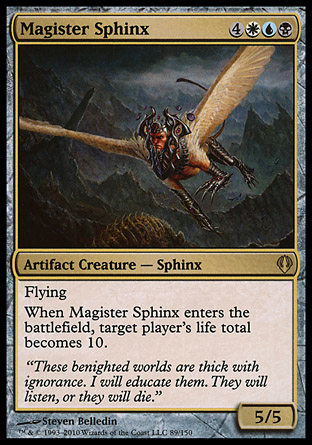 Magister Sphinx 4
Artifact Creature — Sphinx
Flying
When Magister Sphinx enters the
battlefield, target player's life total
becomes 10.
"These benighted worlds are thick with
ignorance. I will educate them. They will
listen, or they will die."
Steven Belledin
™ & © 1993–2010 Wizards of the Coast LLC 89/150
5/5